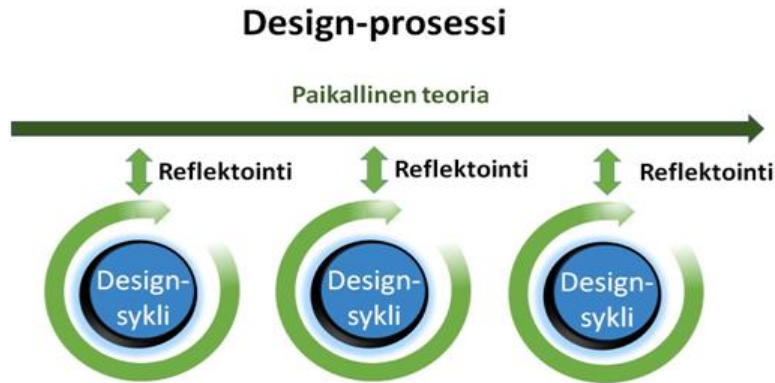 Design-prosessi
Paikallinen teoria
Reflektointi
Reflektointi
Reflektointi
Design-
sykli
Design-
sykli
Design-
sykli